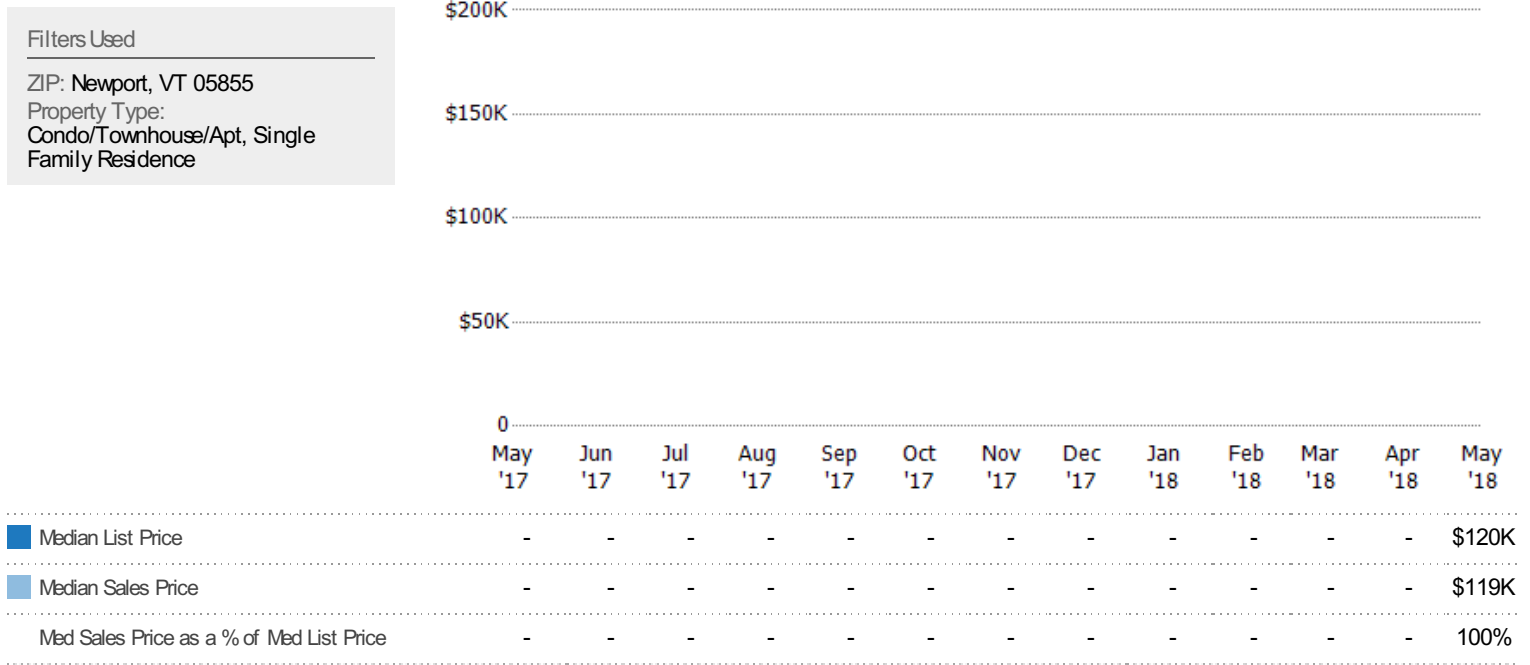 Filters Used
ZIP: Newport, VT 05855
Property Type:
Condo/Townhouse/Apt, Single
Family Residence
$200K
$150K
$100K
$50K
0
May Jun Jul Aug Sep Oct Nov Dec Jan Feb Mar Apr May
'17 '17 '17 '17 '17 '17 '17 '17 '18 '18 '18 '18 '18
Median List Price - - - - - - - - - - - - $120K
Median Sales Price - - - - - - - - - - - - $119K
Med Sales Price as a % of Med List Price - - - - - - - - - - - - 100%